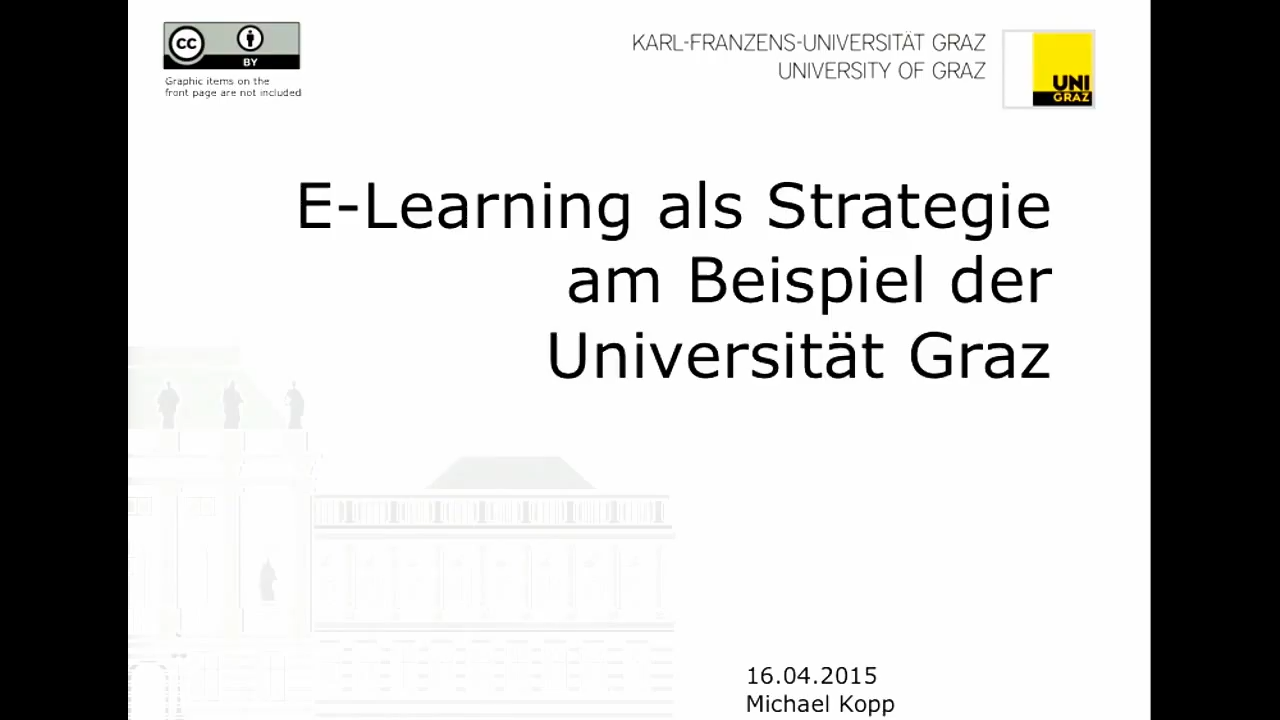 cc
BY
Graphic items on the
front page are not included
KARL-FRANZENS-UNIVERSITÄT GRAZ
UNIVERSITY OF GRAZ
UNI
GRAZ
E-Learning als Strategie
am Beispiel der
Universität Graz
16.04.2015
Michael Kopp